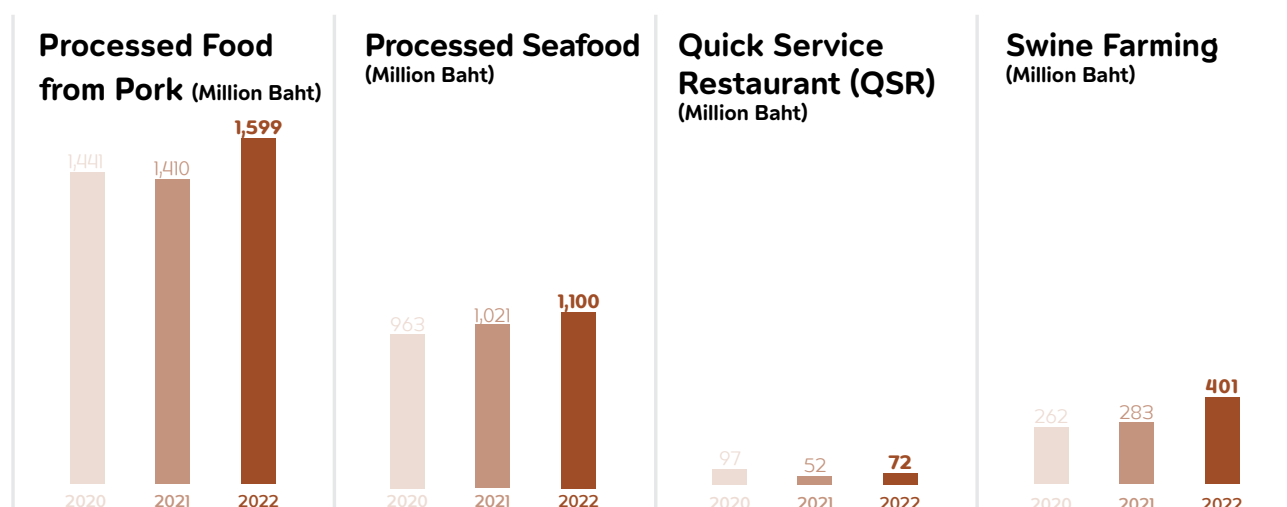 Processed Food
from Pork (Million Baht)
1,599
1,441
1,410
2020 2021 2022
Processed Seafood
(Million Baht)
1,100
1,021
963
2020 2021 2022
Quick Service
Restaurant (QSR)
(Million Baht)
97
52
72
2020 2021 2022
Swine Farming
(Million Baht)
401
283
262
2020 2021 2022